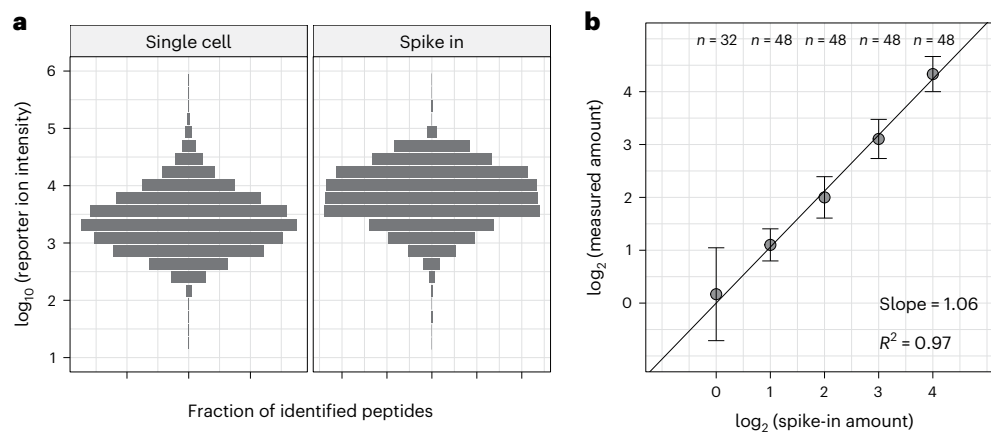 a
Single cell
Spike in
log10 (reporter ion intensity)
6
5
4
3
2
1
Fraction of identified peptides
b
n = 32 n = 48 n = 48 n = 48 n = 48
log2 (measured amount)
4
3
2
1
0
Slope = 1.06
R² = 0.97
0 1 2 3 4
log2 (spike-in amount)